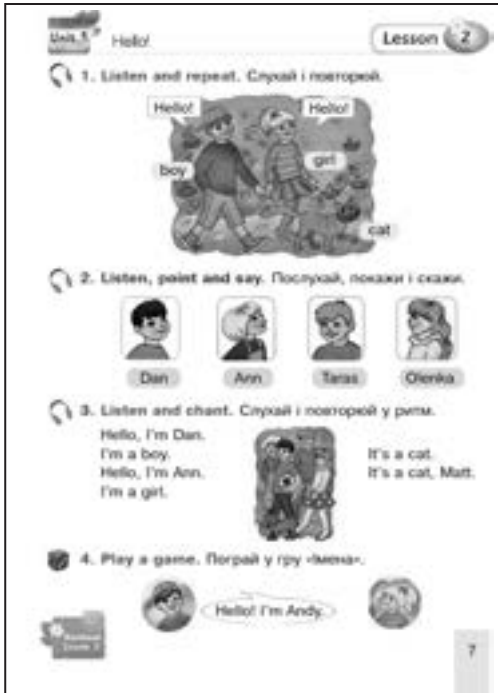 Unit 1
Hello!
Lesson 2
1. Listen and repeat. Слухай і повторюй.
Hello!
Hello!
boy
girl
cat
2. Listen, point and say. Послухай, покажи і скажи.
Dan
Ann
Taras
Olenka
3. Listen and chant. Слухай і повторюй у ритм.
Hello, I'm Dan.
I'm a boy.
Hello, I'm Ann.
I'm a girl.
It's a cat.
It's a cat, Matt.
4. Play a game. Пограй у гру «Імена».
Hello! I'm Andy.
7